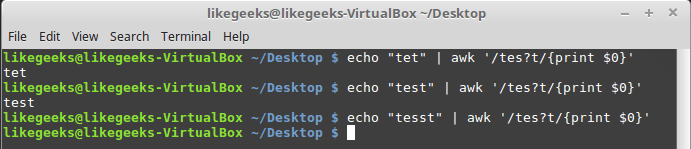 likegeeks@likegeeks-VirtualBox ~/Desktop
File Edit View Search Terminal Help
likegeeks@likegeeks-VirtualBox ~/Desktop $ echo "tet" | awk '/tes?t/{print $0}'
tet
likegeeks@likegeeks-VirtualBox ~/Desktop $ echo "test" | awk '/tes?t/{print $0}'
test
likegeeks@likegeeks-VirtualBox ~/Desktop $ echo "tesst" | awk '/tes?t/{print $0}'
likegeeks@likegeeks-VirtualBox ~/Desktop $